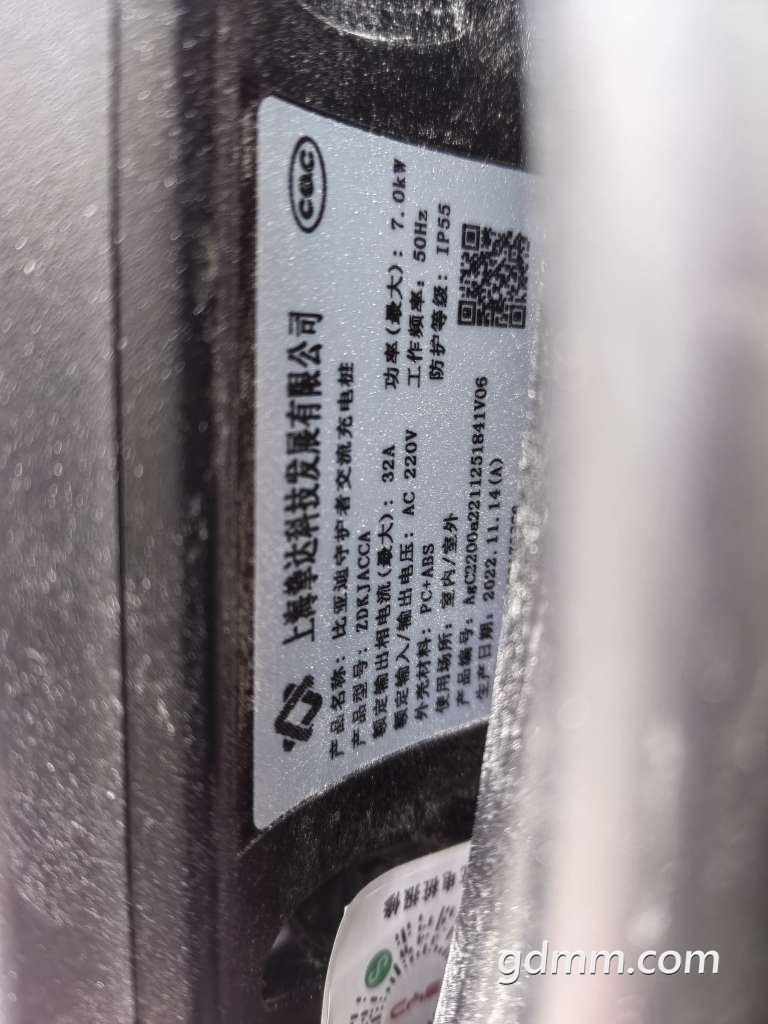 CQC
上海挚达科技发展有限公司
产品名称: 比亚迪守护者交流充电桩
产品型号: ZDKJACCA
额定输出相电流(最大): 32A 功率(最大): 7.0kW
额定输入/输出电压: AC 220V 工作频率: 50Hz
外壳材料: PC+ABS 防护等级: IP55
使用场所: 室内/室外
产品编号: AgC2200a2211251841V06
生产日期: 2022.11.14(A)
电桩报修
gdmm.com